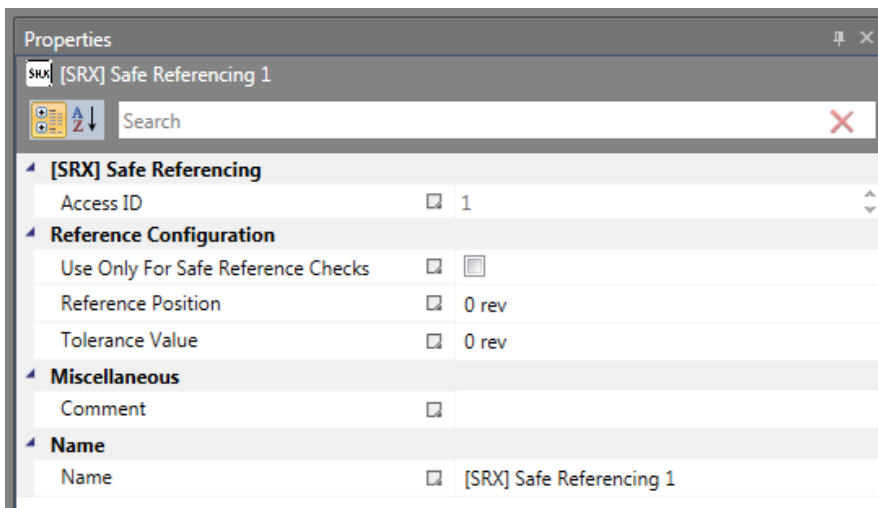 Properties
SRX [SRX] Safe Referencing 1
A Z Search
[SRX] Safe Referencing
Access ID 1
Reference Configuration
Use Only For Safe Reference Checks
Reference Position 0 rev
Tolerance Value 0 rev
Miscellaneous
Comment
Name
Name [SRX] Safe Referencing 1